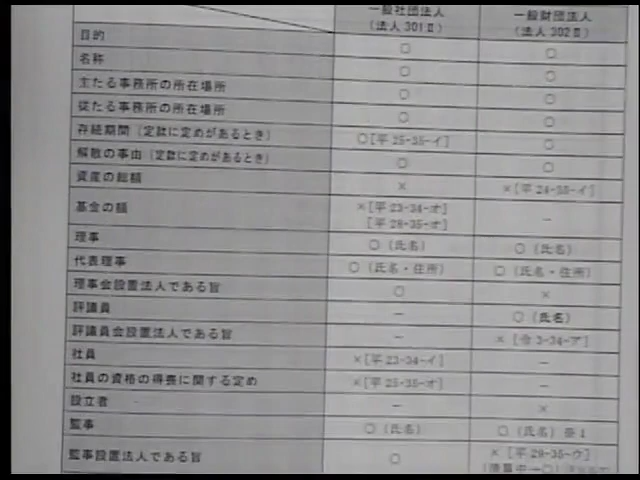 一般社団法人 一般財団法人
(法人 301Ⅱ) (法人 302Ⅱ)
目的 ○ ○
名称 ○ ○
主たる事務所の所在場所 ○ ○
従たる事務所の所在場所 ○ ○
存続期間(定款に定めがあるとき) ○[平 25-35-イ] ○
解散の事由(定款に定めがあるとき) ○ ○
資産の総額 × ×[平 24-35-イ]
基金の額 ×[平 23-34-オ] －
[平 28-35-オ]
理事 ○(氏名) ○(氏名)
代表理事 ○(氏名・住所) ○(氏名・住所)
理事会設置法人である旨 ○ ×
評議員 － ○(氏名)
評議員会設置法人である旨 － ×[令 3-34-ア]
社員 ×[平 23-34-イ] －
社員の資格の得喪に関する定め ×[平 25-35-オ] －
設立者 － ×
監事 ○(氏名) ○(氏名)
監事設置法人である旨 ○ ×[平 29-35-ウ]